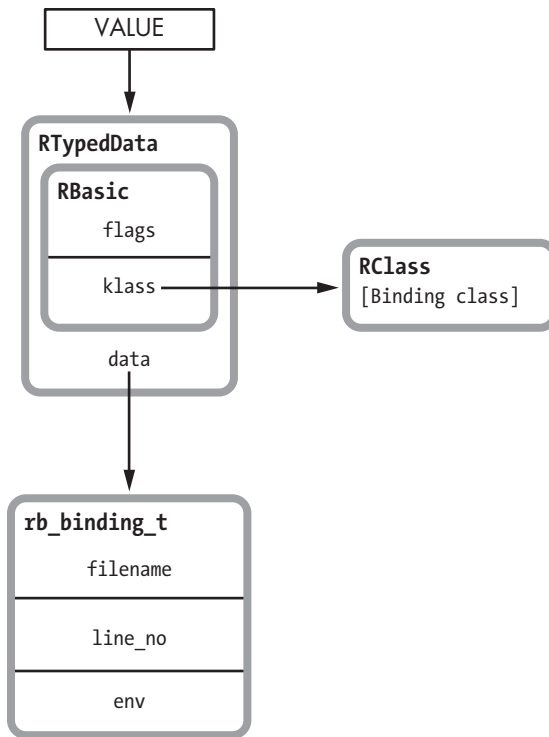 VALUE
RTypedData
RBasic
flags
klass
RClass
[Binding class]
data
rb_binding_t
filename
line_no
env